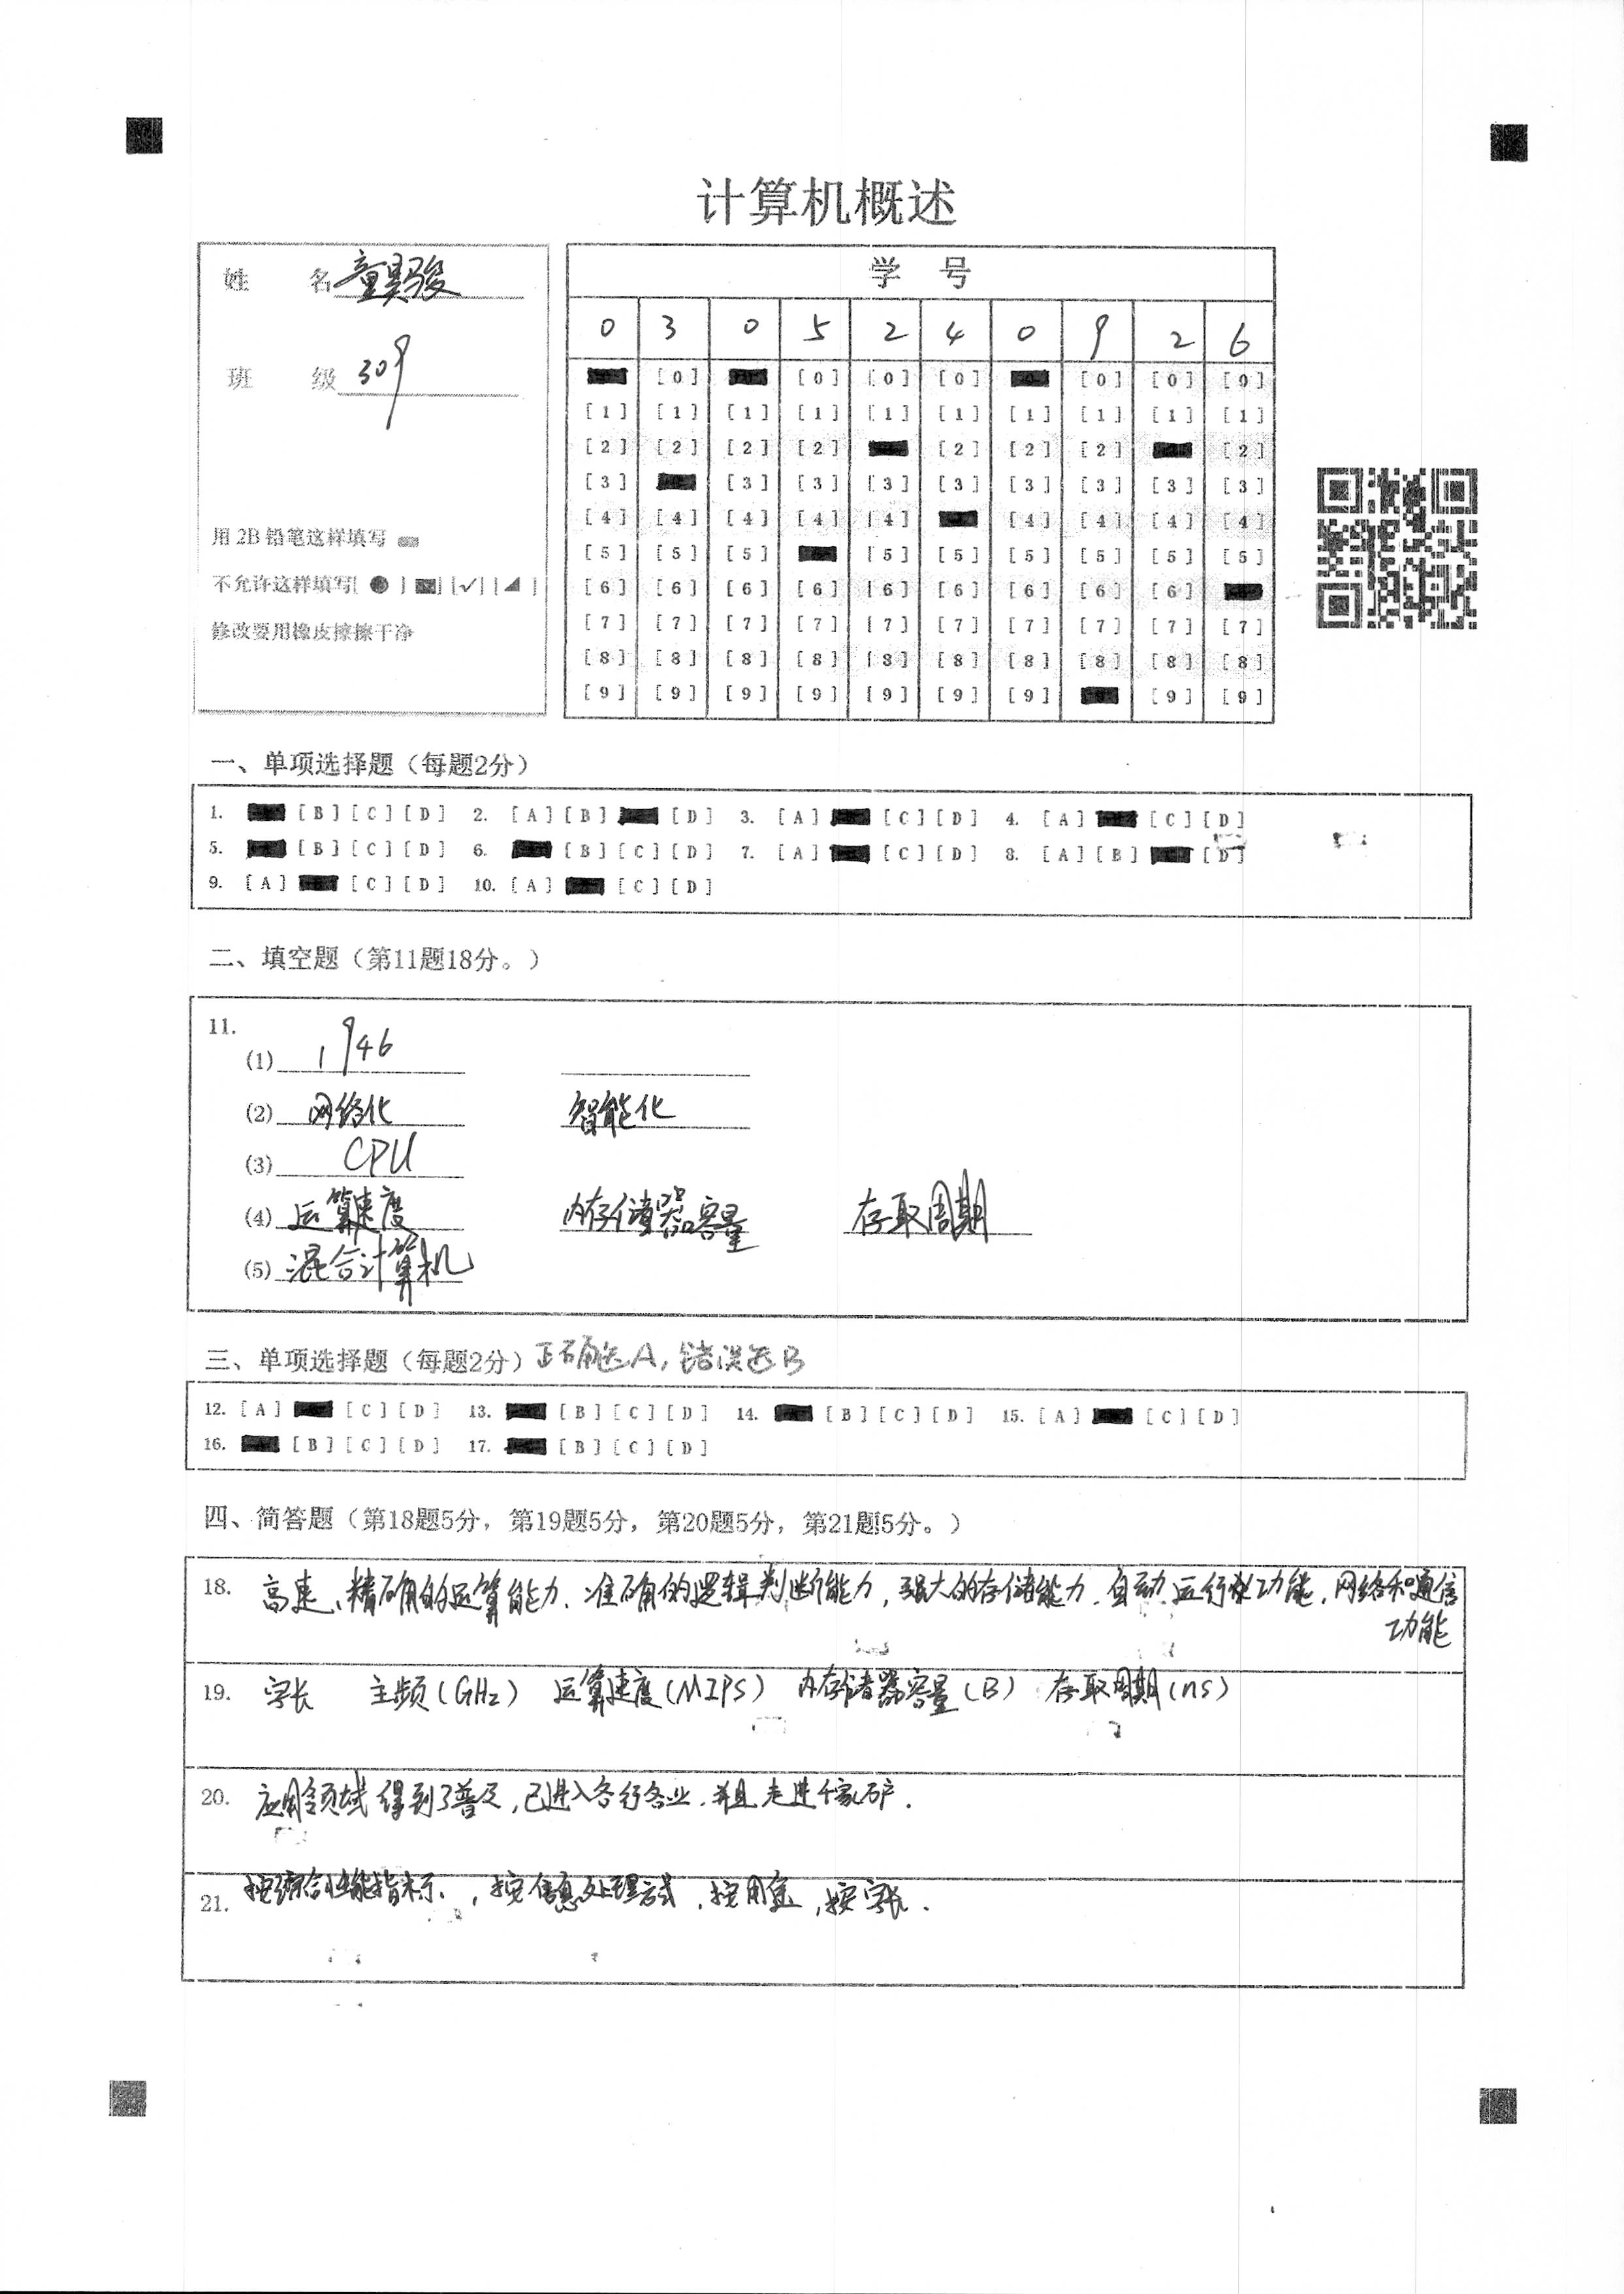 计算机概述
姓 名 童昊骏
班 级 309
用 2B 铅笔这样填写
不允许这样填写[ ● ] [ ] [✓] [◢ ]
修改要用橡皮擦擦干净
学 号
0 3 0 5 2 4 0 9 2 6
[0] [0] [0] [0] [0] [0] [0]
[1] [1] [1] [1] [1] [1] [1] [1] [1] [1]
[2] [2] [2] [2] [2] [2] [2] [2]
[3] [3] [3] [3] [3] [3] [3] [3] [3]
[4] [4] [4] [4] [4] [4] [4] [4] [4]
[5] [5] [5] [5] [5] [5] [5] [5] [5]
[6] [6] [6] [6] [6] [6] [6] [6] [6]
[7] [7] [7] [7] [7] [7] [7] [7] [7] [7]
[8] [8] [8] [8] [8] [8] [8] [8] [8] [8]
[9] [9] [9] [9] [9] [9] [9] [9] [9]
一、单项选择题（每题2分）
1. [B] [C] [D] 2. [A] [B] [D] 3. [A] [C] [D] 4. [A] [C] [D]
5. [B] [C] [D] 6. [B] [C] [D] 7. [A] [C] [D] 8. [A] [B] [D]
9. [A] [C] [D] 10. [A] [C] [D]
二、填空题（第11题18分。）
11.
(1) 1946
(2) 网络化 智能化
(3) CPU
(4) 运算速度 内存储器容量 存取周期
(5) 混合计算机
三、单项选择题（每题2分）正确选A，错误选B
12. [A] [C] [D] 13. [B] [C] [D] 14. [B] [C] [D] 15. [A] [C] [D]
16. [B] [C] [D] 17. [B] [C] [D]
四、简答题（第18题5分，第19题5分，第20题5分，第21题5分。）
18. 高速、精确的运算能力、准确的逻辑判断能力，强大的存储能力、自动运行功能，网络和通信
功能
19. 字长 主频（GHz） 运算速度（MIPS） 内存储器容量（B） 存取周期（ns）
20. 应用领域得到了普及，已进入各行各业、并且走进千家万户．
21. 按综合性能指标、，按信息处理方式，按用途，按字长．